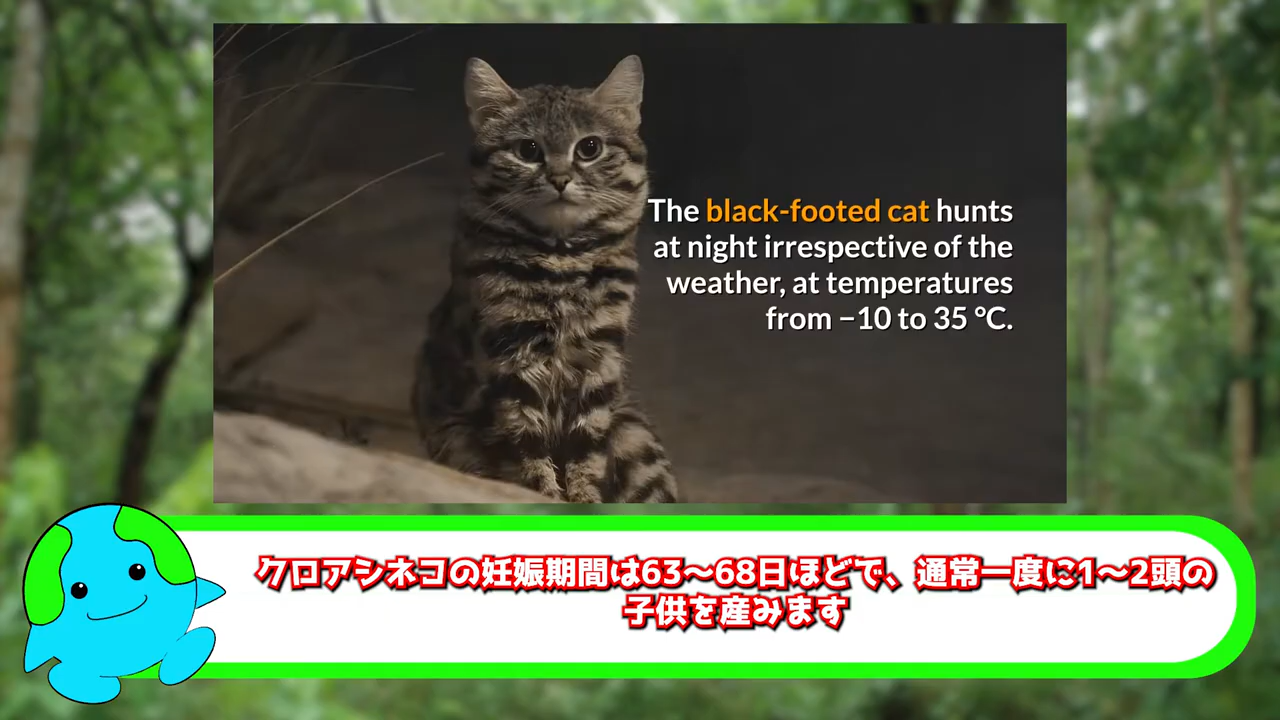 The black-footed cat hunts
at night irrespective of the
weather, at temperatures
from −10 to 35 °C.
クロアシネコの妊娠期間は63〜68日ほどで、通常一度に1〜2頭の
子供を産みます